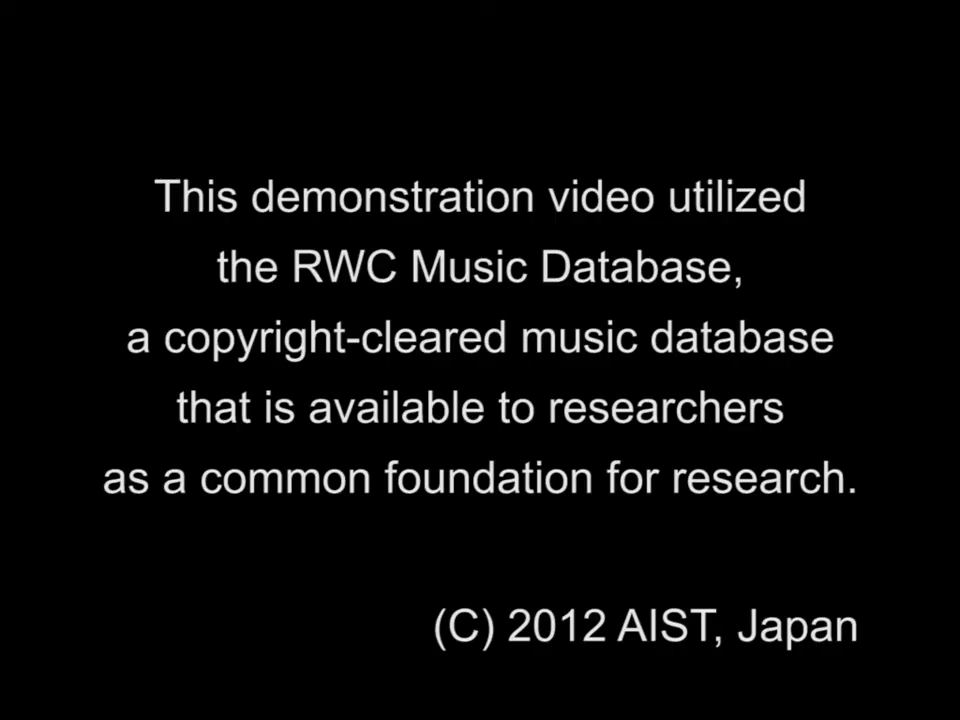 This demonstration video utilized
the RWC Music Database,
a copyright-cleared music database
that is available to researchers
as a common foundation for research.
(C) 2012 AIST, Japan